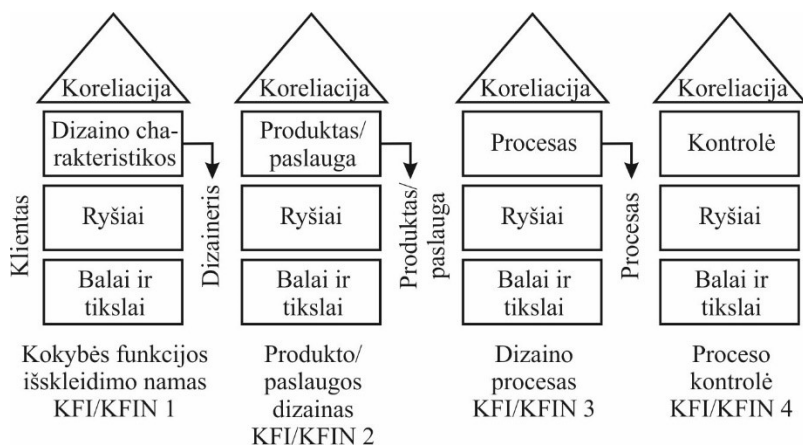 Koreliacija
Dizaino cha-
rakteristikos
Klientas
Ryšiai
Balai ir
tikslai
Kokybės funkcijos
išskleidimo namas
KFI/KFIN 1
Koreliacija
Produktas/
paslauga
Dizaineris
Ryšiai
Balai ir
tikslai
Produkto/
paslaugos
dizainas
KFI/KFIN 2
Koreliacija
Procesas
Produktas/
paslauga
Ryšiai
Balai ir
tikslai
Dizaino
procesas
KFI/KFIN 3
Koreliacija
Kontrolė
Procesas
Ryšiai
Balai ir
tikslai
Proceso
kontrolė
KFI/KFIN 4